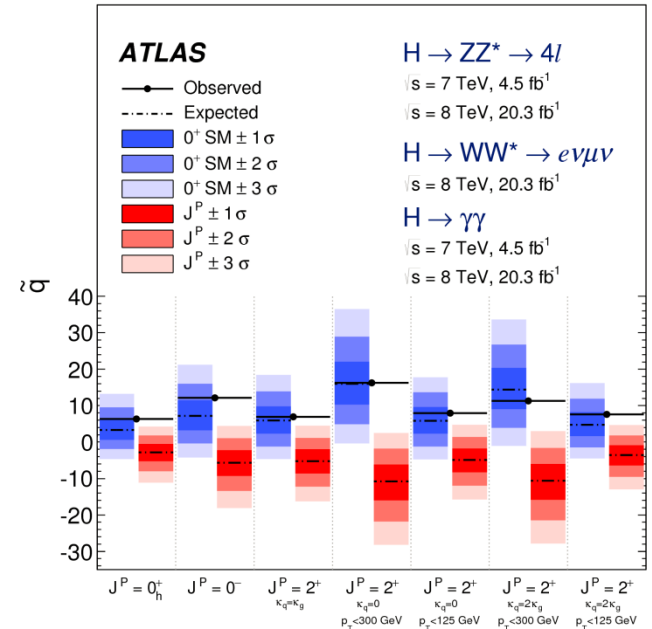 ATLAS
Observed
Expected
0⁺ SM ± 1 σ
0⁺ SM ± 2 σ
0⁺ SM ± 3 σ
Jᴾ ± 1 σ
Jᴾ ± 2 σ
Jᴾ ± 3 σ
H → ZZ* → 4l
√s = 7 TeV, 4.5 fb⁻¹
√s = 8 TeV, 20.3 fb⁻¹
H → WW* → eνμν
√s = 8 TeV, 20.3 fb⁻¹
H → γγ
√s = 7 TeV, 4.5 fb⁻¹
√s = 8 TeV, 20.3 fb⁻¹
q̃
40
30
20
10
0
-10
-20
-30
Jᴾ = 0⁺ₕ
Jᴾ = 0⁻
Jᴾ = 2⁺
κq=κg
Jᴾ = 2⁺
κq=0
pT<300 GeV
Jᴾ = 2⁺
κq=0
pT<125 GeV
Jᴾ = 2⁺
κq=2κg
pT<300 GeV
Jᴾ = 2⁺
κq=2κg
pT<125 GeV